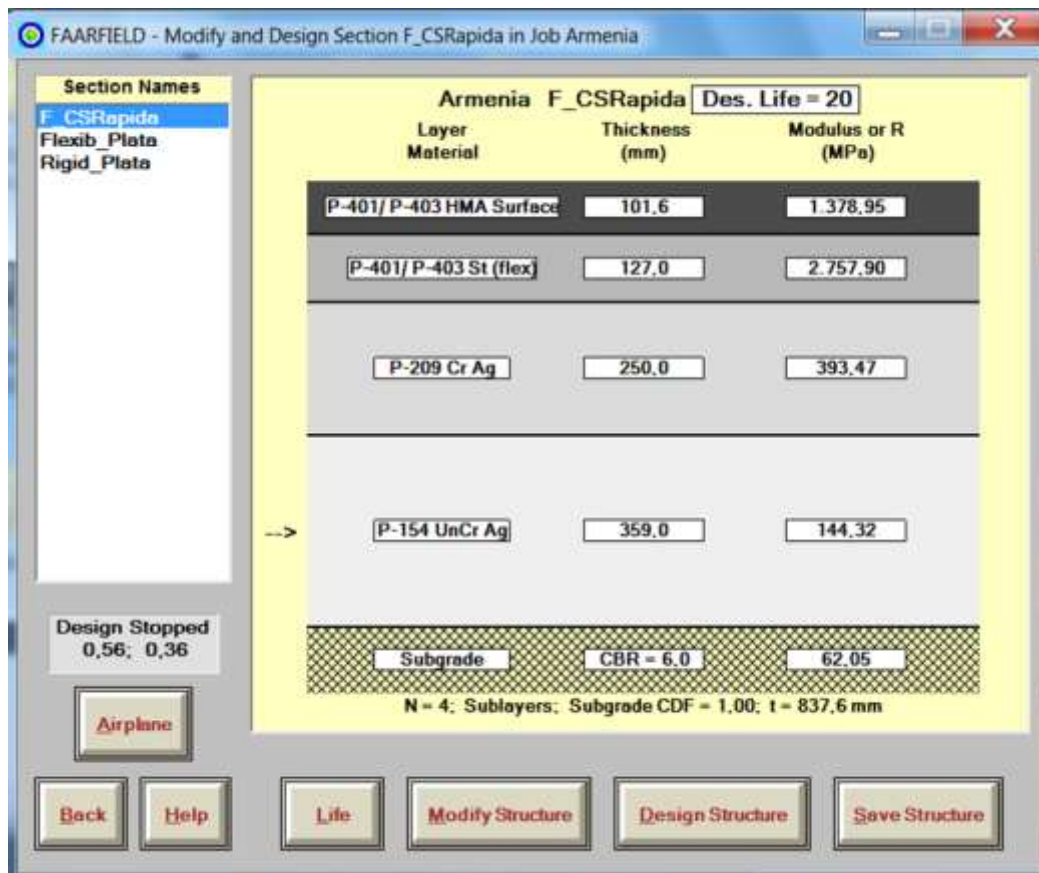 FAARFIELD - Modify and Design Section F_CSRapida in Job Armenia
Section Names
F_CSRapida
Flexib_Plata
Rigid_Plata
Armenia F_CSRapida Des. Life = 20
Layer Material Thickness (mm) Modulus or R (MPa)
P-401/ P-403 HMA Surface 101,6 1.378,95
P-401/ P-403 St (flex) 127,0 2.757,90
P-209 Cr Ag 250,0 393,47
--> P-154 UnCr Ag 359,0 144,32
Subgrade CBR = 6,0 62,05
N = 4; Sublayers; Subgrade CDF = 1,00; t = 837,6 mm
Design Stopped
0,56; 0,36
Airplane
Back Help Life Modify Structure Design Structure Save Structure